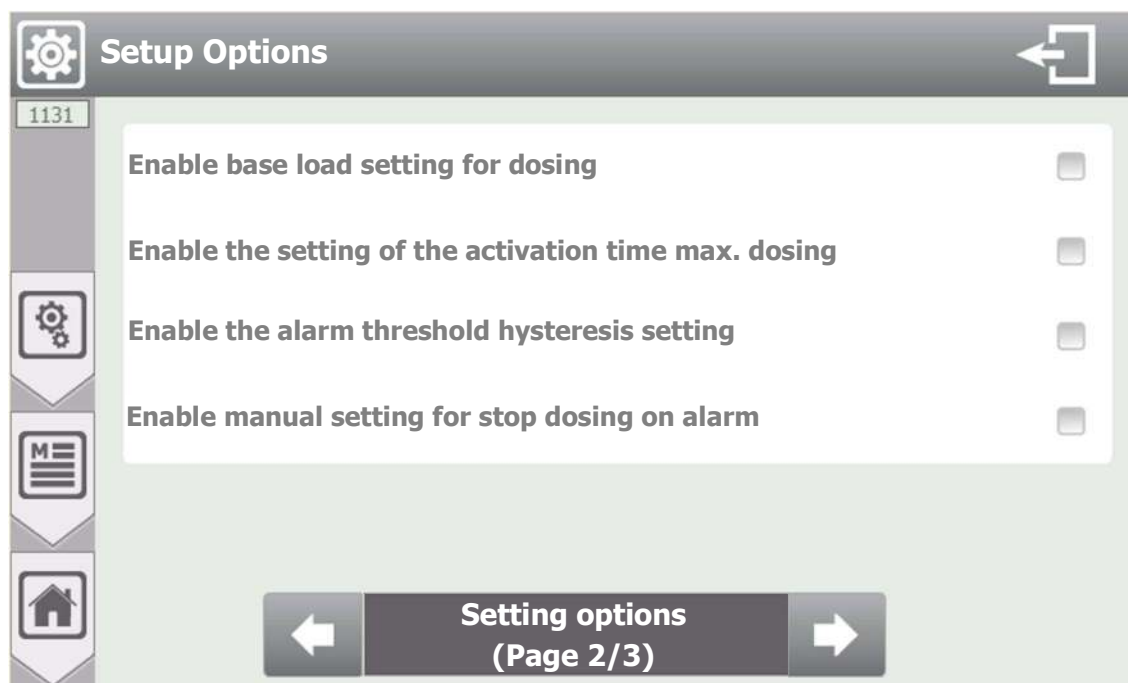 Setup Options
1131
Enable base load setting for dosing
Enable the setting of the activation time max. dosing
Enable the alarm threshold hysteresis setting
Enable manual setting for stop dosing on alarm
M
Setting options
(Page 2/3)